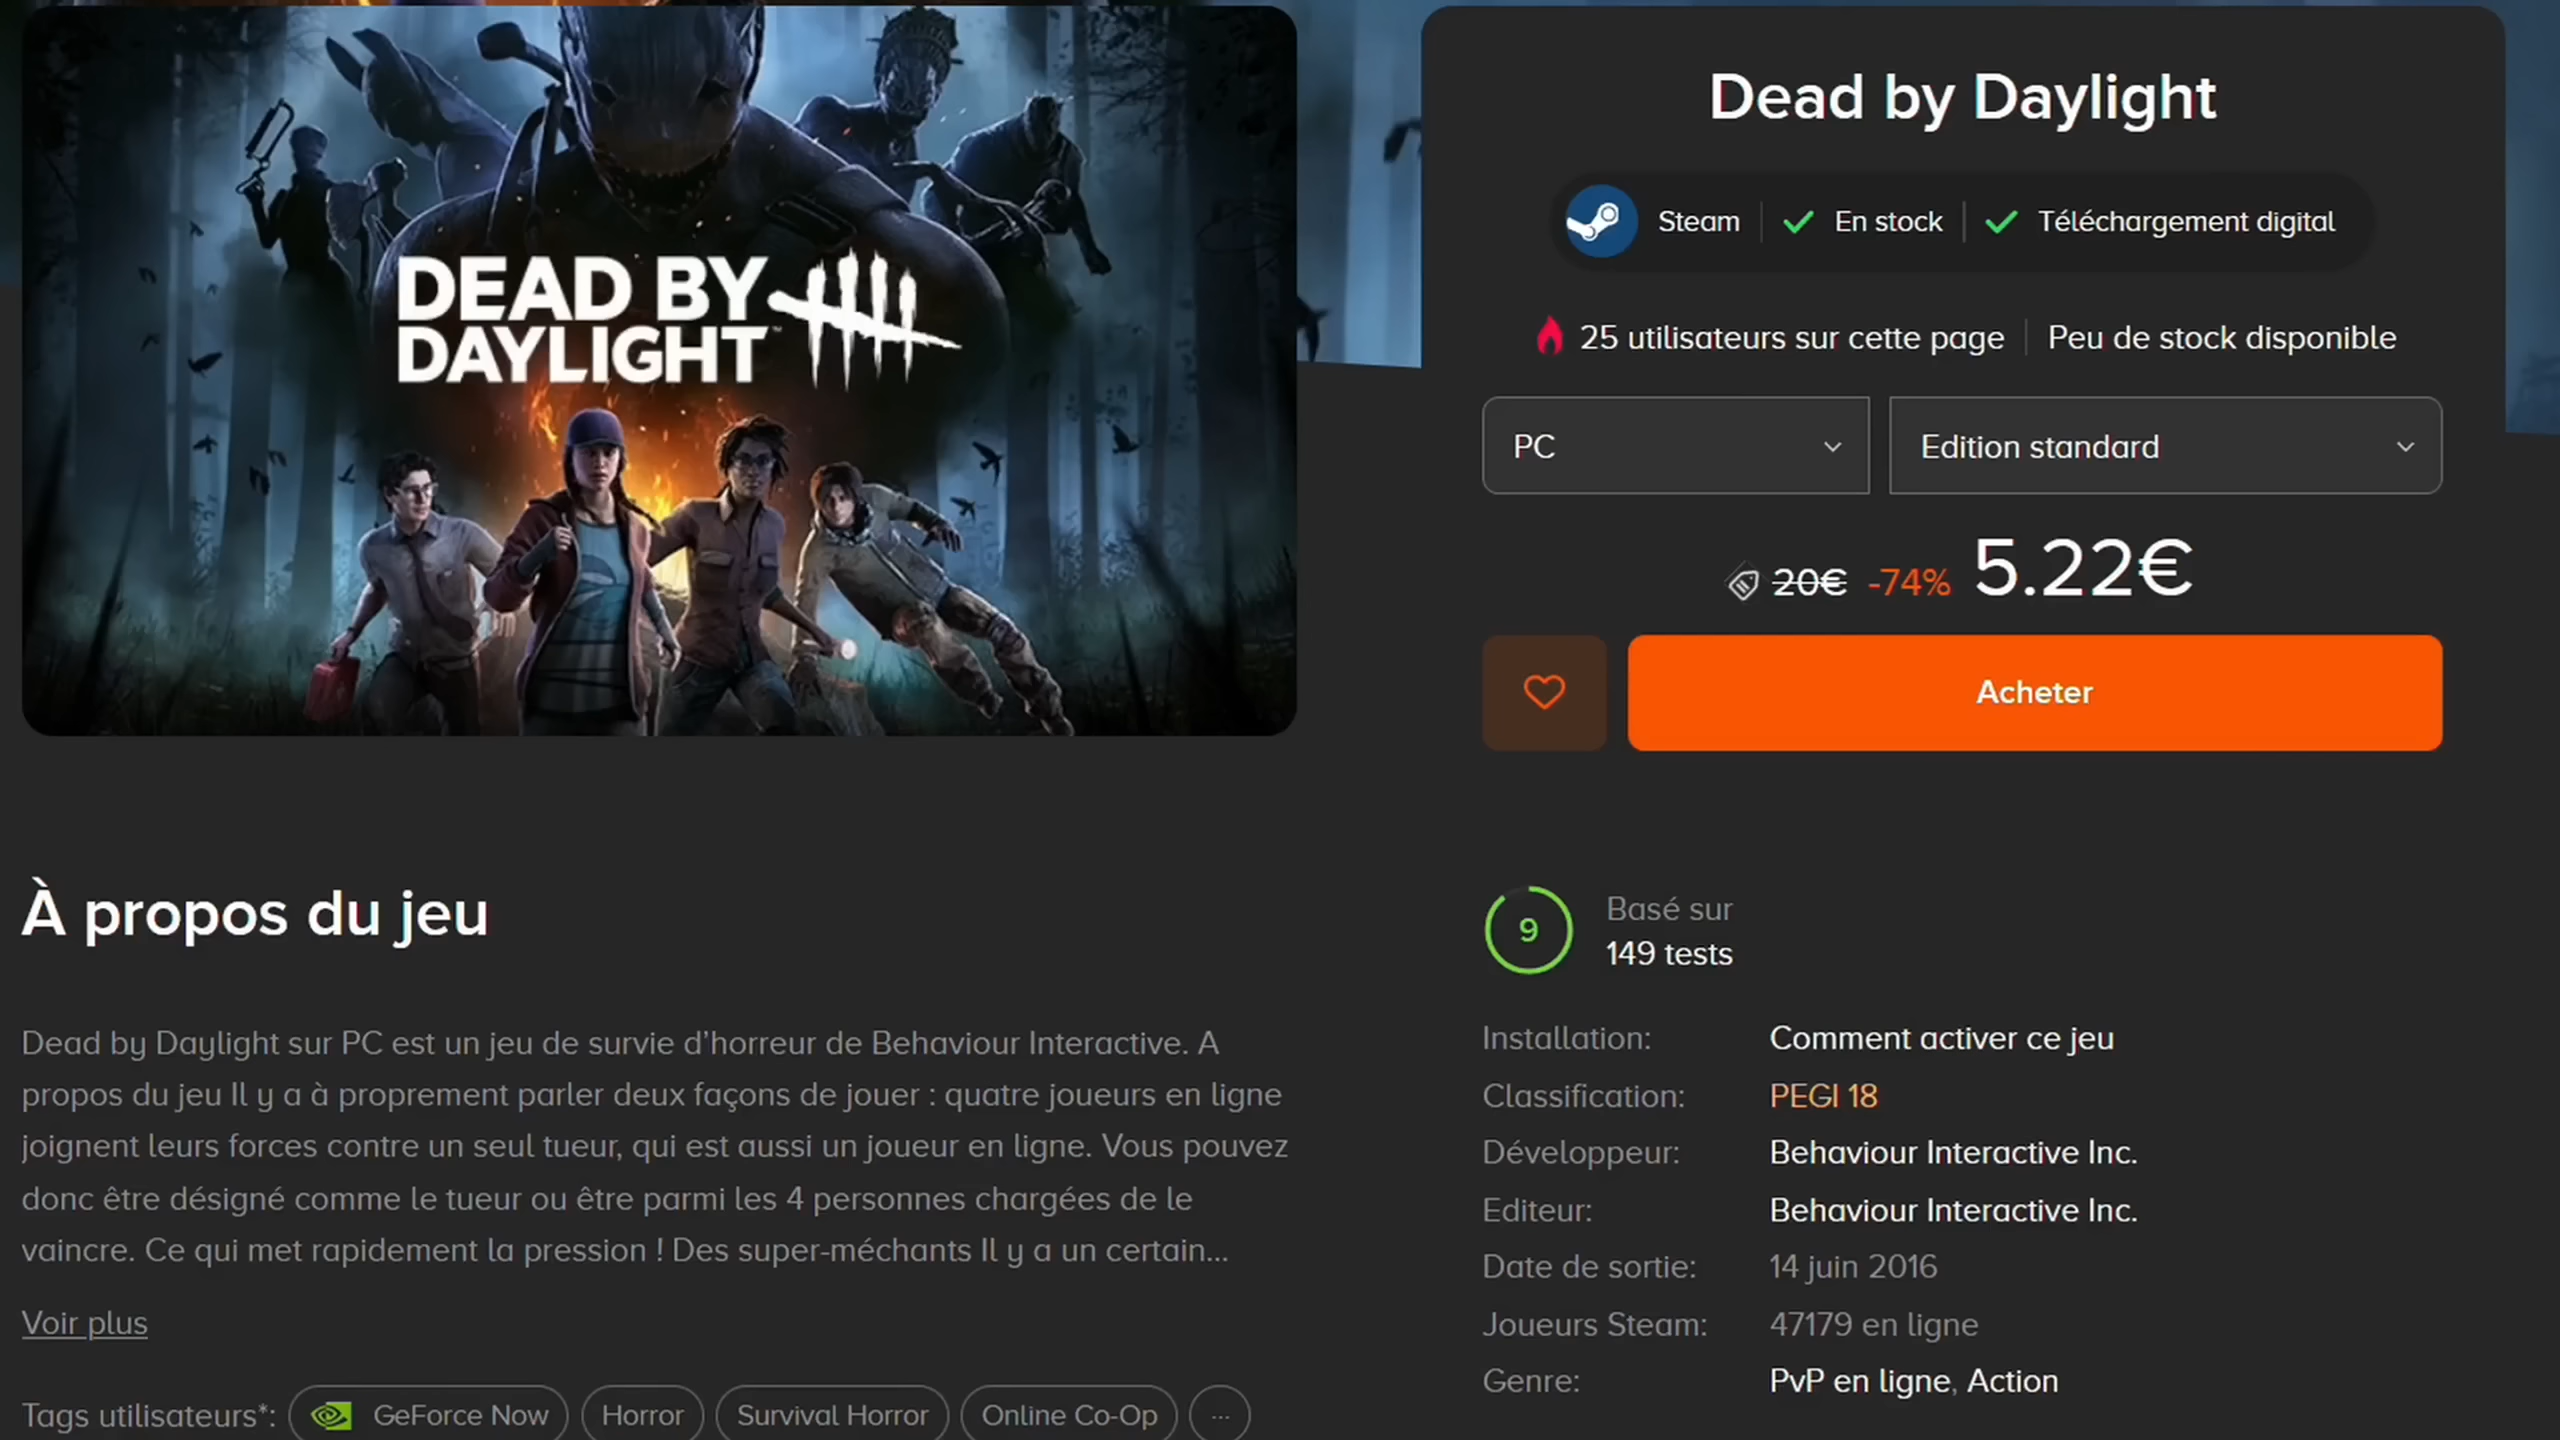 DEAD BY
DAYLIGHT™
Dead by Daylight
Steam
En stock
Téléchargement digital
25 utilisateurs sur cette page
Peu de stock disponible
PC
Edition standard
20€ -74% 5.22€
Acheter
À propos du jeu
Dead by Daylight sur PC est un jeu de survie d’horreur de Behaviour Interactive. A
propos du jeu Il y a à proprement parler deux façons de jouer : quatre joueurs en ligne
joignent leurs forces contre un seul tueur, qui est aussi un joueur en ligne. Vous pouvez
donc être désigné comme le tueur ou être parmi les 4 personnes chargées de le
vaincre. Ce qui met rapidement la pression ! Des super-méchants Il y a un certain...
Voir plus
Tags utilisateurs*:
GeForce Now
Horror
Survival Horror
Online Co-Op
...
9
Basé sur
149 tests
Installation: Comment activer ce jeu
Classification: PEGI 18
Développeur: Behaviour Interactive Inc.
Editeur: Behaviour Interactive Inc.
Date de sortie: 14 juin 2016
Joueurs Steam: 47179 en ligne
Genre: PvP en ligne, Action